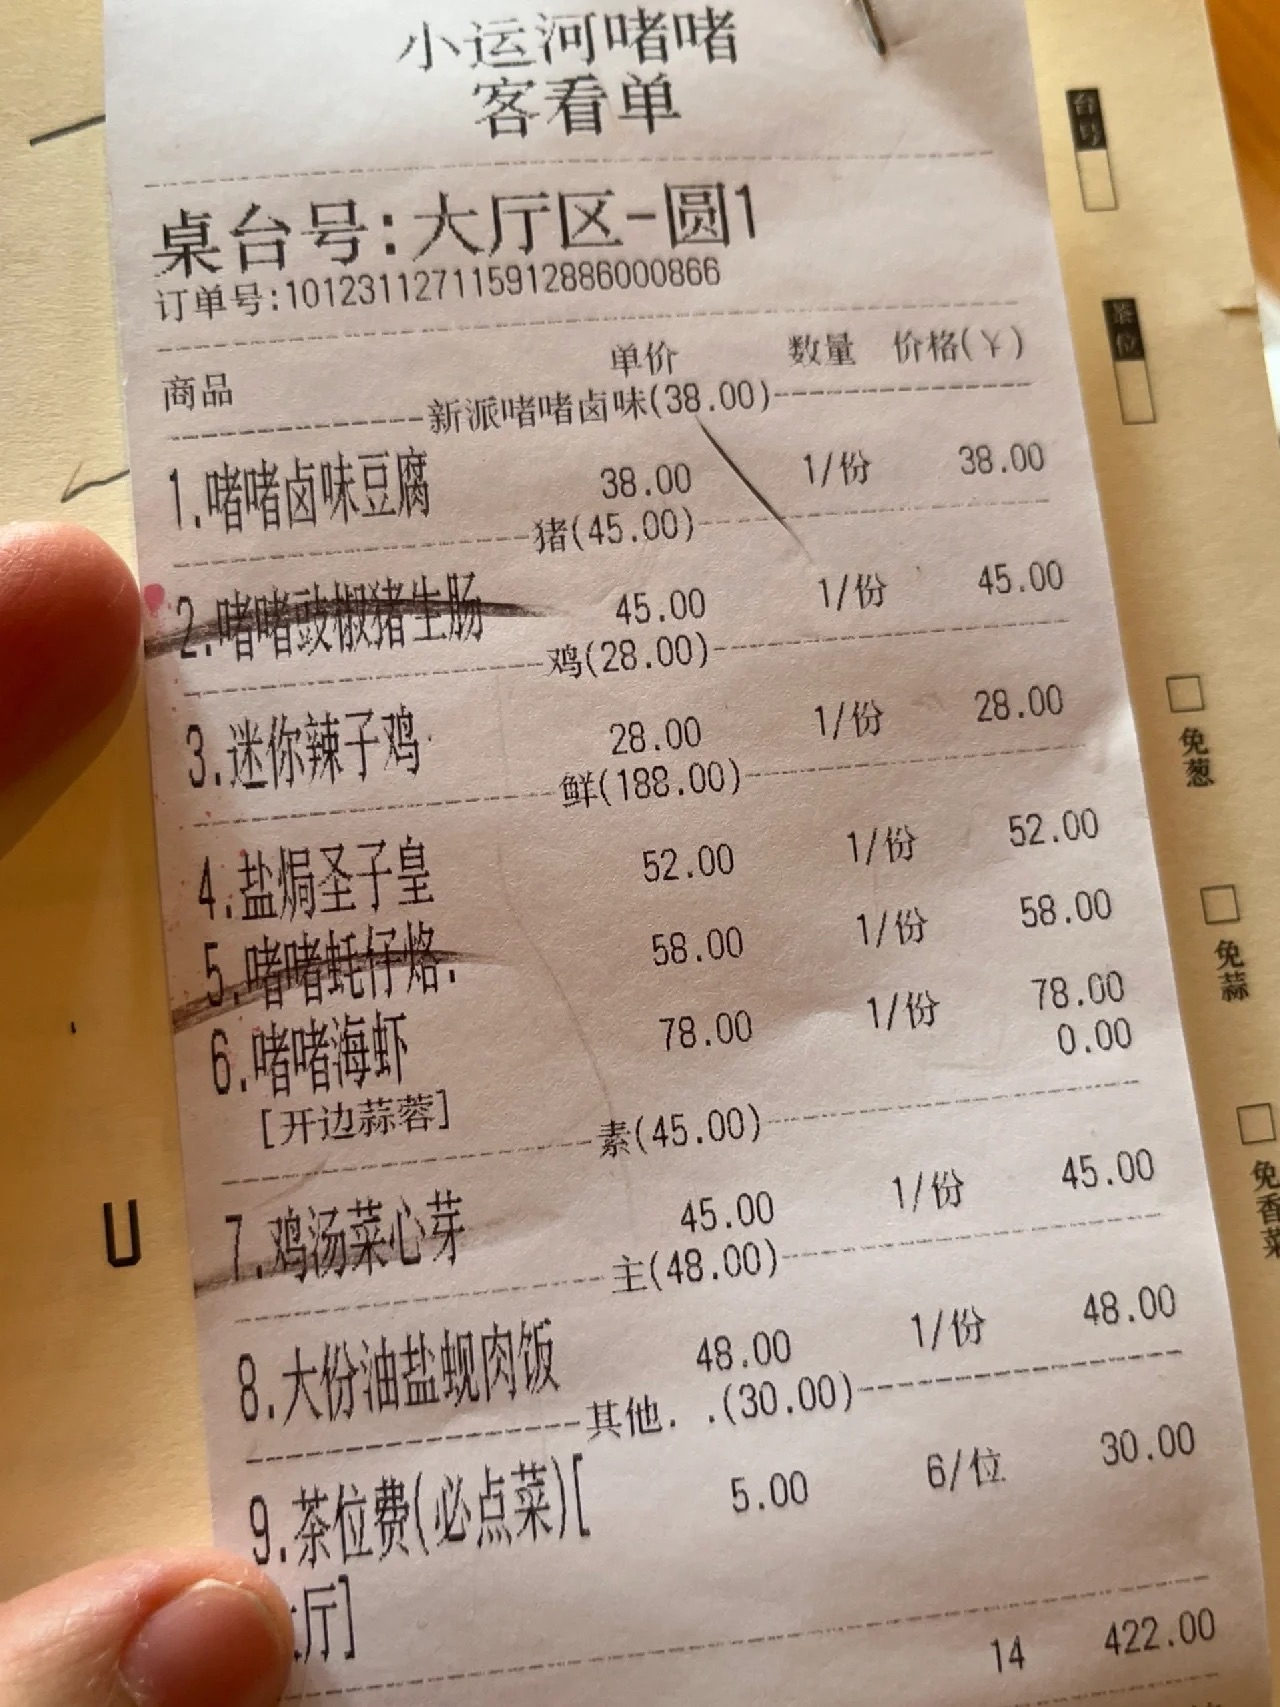 小运河啫啫
客看单
桌台号:大厅区-圆1
订单号:101231127115912886000866
商品 单价 数量 价格(¥)
新派啫啫卤味(38.00)
1.啫啫卤味豆腐 38.00 1/份 38.00
猪(45.00)
2.啫啫豉椒猪生肠 45.00 1/份 45.00
鸡(28.00)
3.迷你辣子鸡 28.00 1/份 28.00
鲜(188.00)
4.盐焗圣子皇 52.00 1/份 52.00
5.啫啫蚝仔烙. 58.00 1/份 58.00
6.啫啫海虾 78.00 1/份 78.00
[开边蒜蓉] 0.00
素(45.00)
7.鸡汤菜心芽 45.00 1/份 45.00
主(48.00)
8.大份油盐蚬肉饭 48.00 1/份 48.00
其他..(30.00)
9.茶位费(必点菜)[ 5.00 6/位 30.00
厅]
14 422.00
台号
茶位
免葱
免蒜
免香菜
U